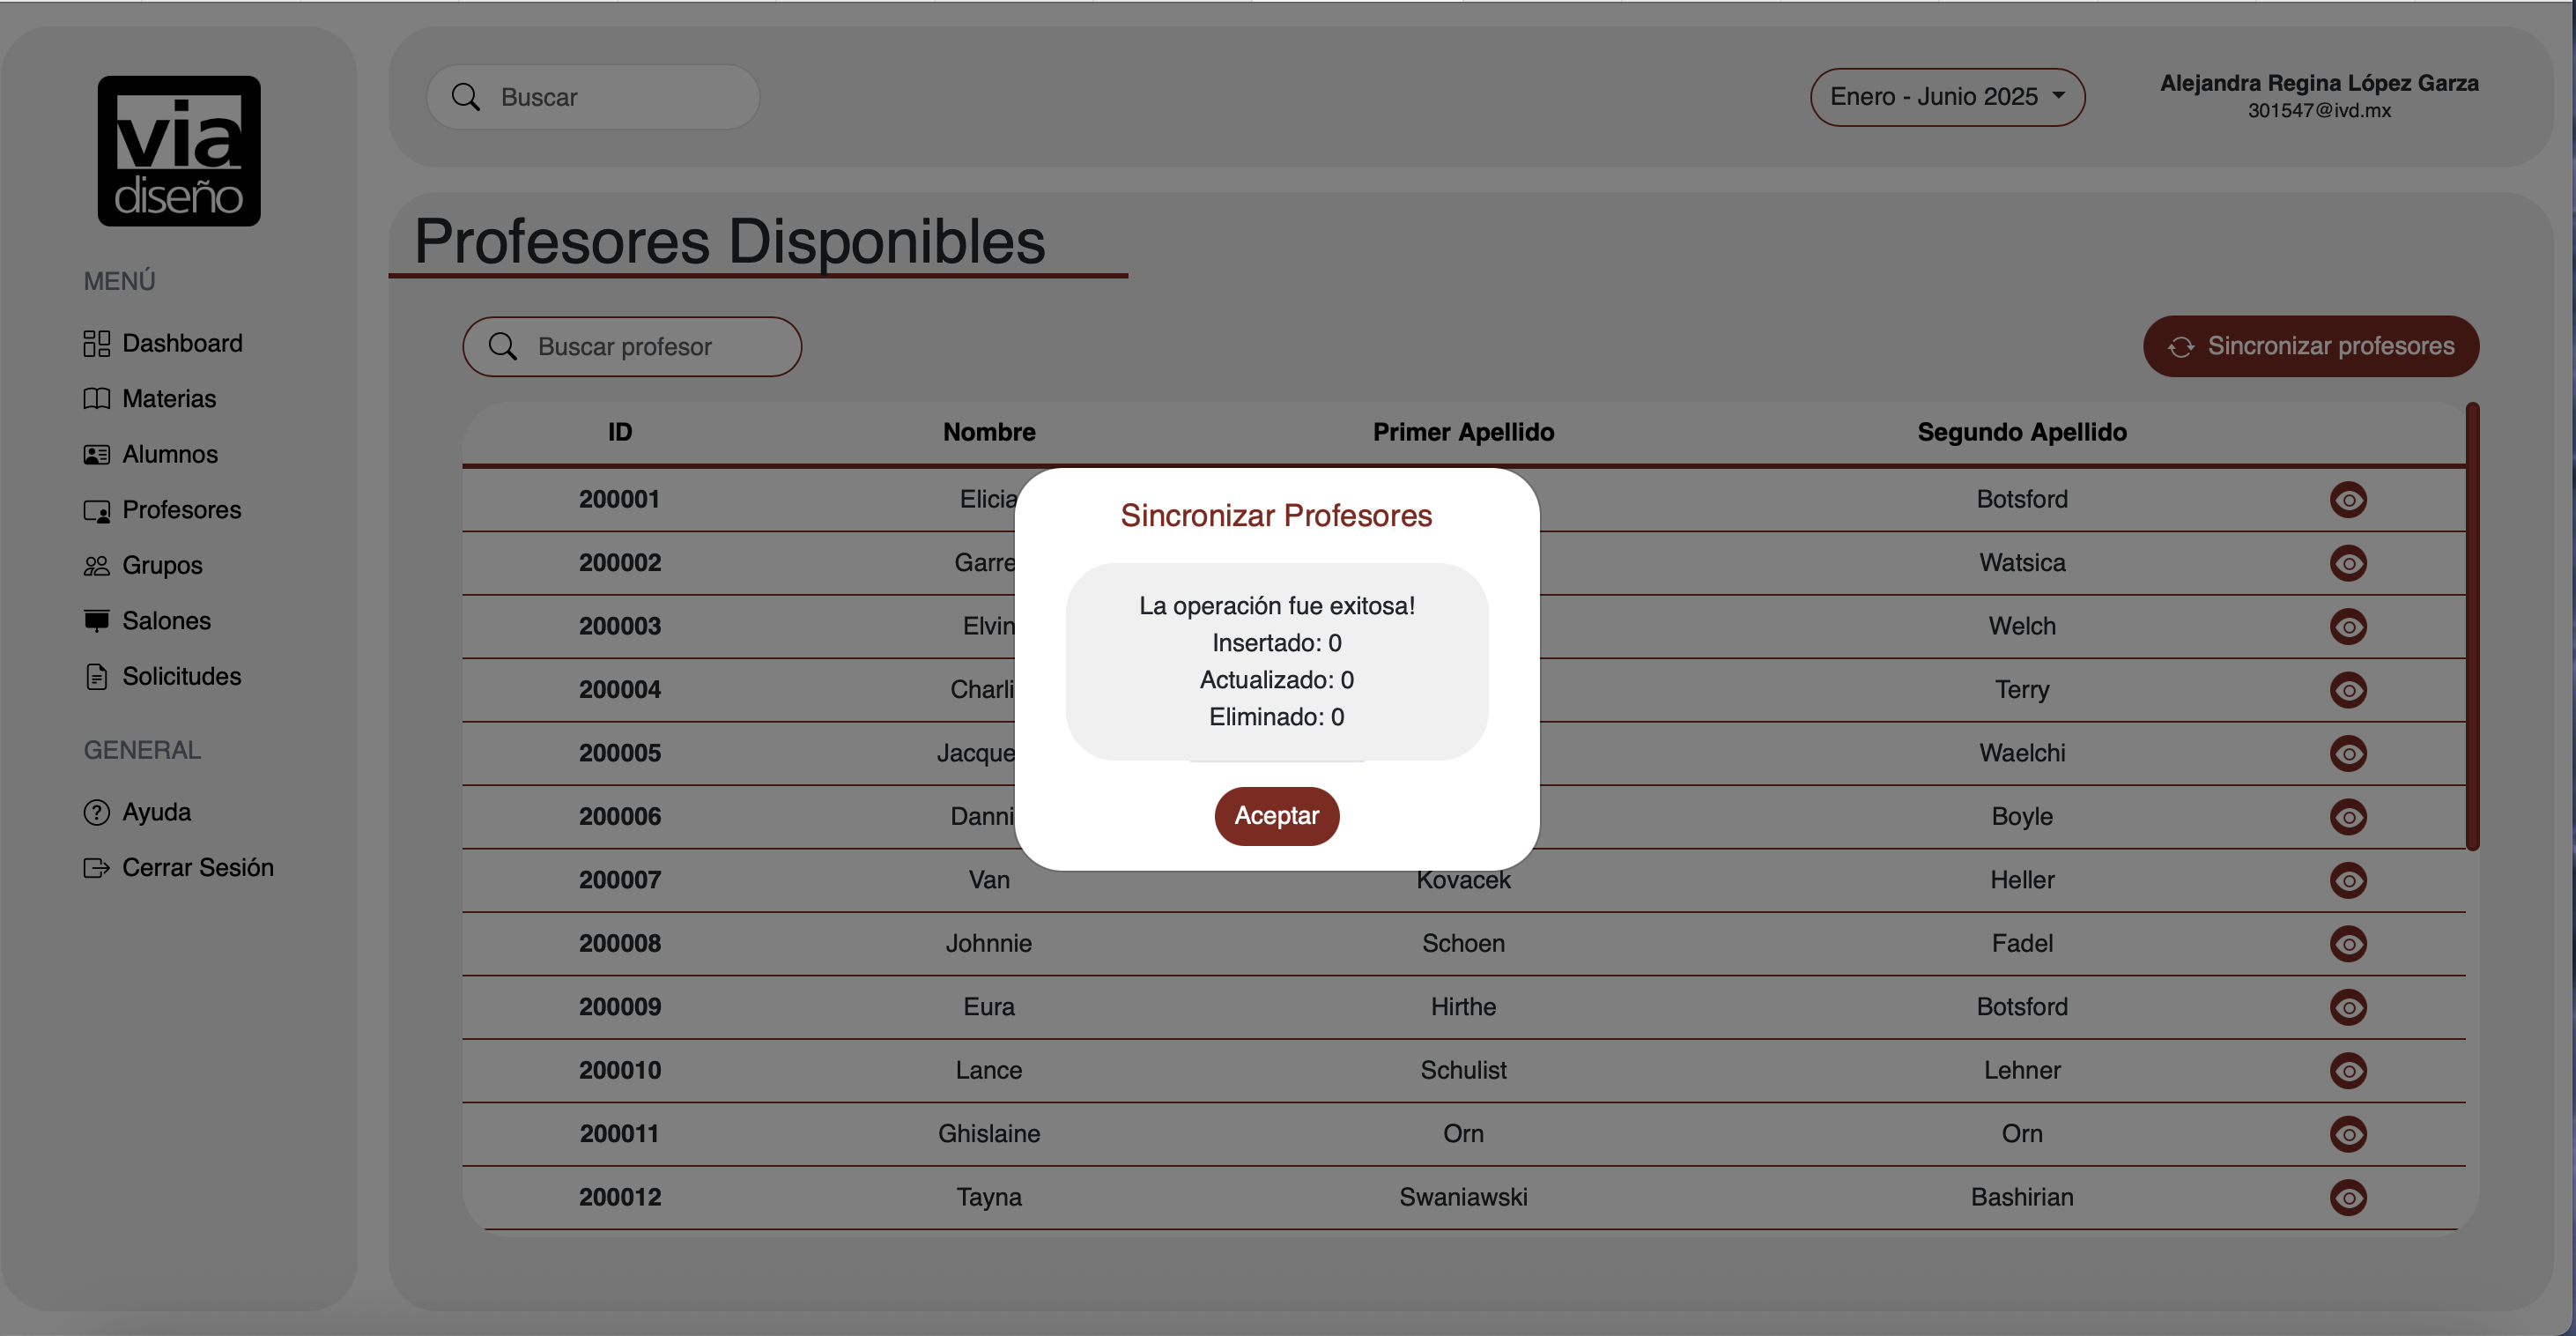 via
diseño
MENÚ
Dashboard
Materias
Alumnos
Profesores
Grupos
Salones
Solicitudes
GENERAL
Ayuda
Cerrar Sesión
Buscar
Enero - Junio 2025
Alejandra Regina López Garza
301547@ivd.mx
Profesores Disponibles
Buscar profesor
Sincronizar profesores
ID Nombre Primer Apellido Segundo Apellido
200001 Elicia Botsford
200002 Watsica
200003 Elvin Welch
200004 Terry
200005 Waelchi
200006 Boyle
200007 Van Kovacek Heller
200008 Johnnie Schoen Fadel
200009 Eura Hirthe Botsford
200010 Lance Schulist Lehner
200011 Ghislaine Orn Orn
200012 Tayna Swaniawski Bashirian
Sincronizar Profesores
La operación fue exitosa!
Insertado: 0
Actualizado: 0
Eliminado: 0
Aceptar